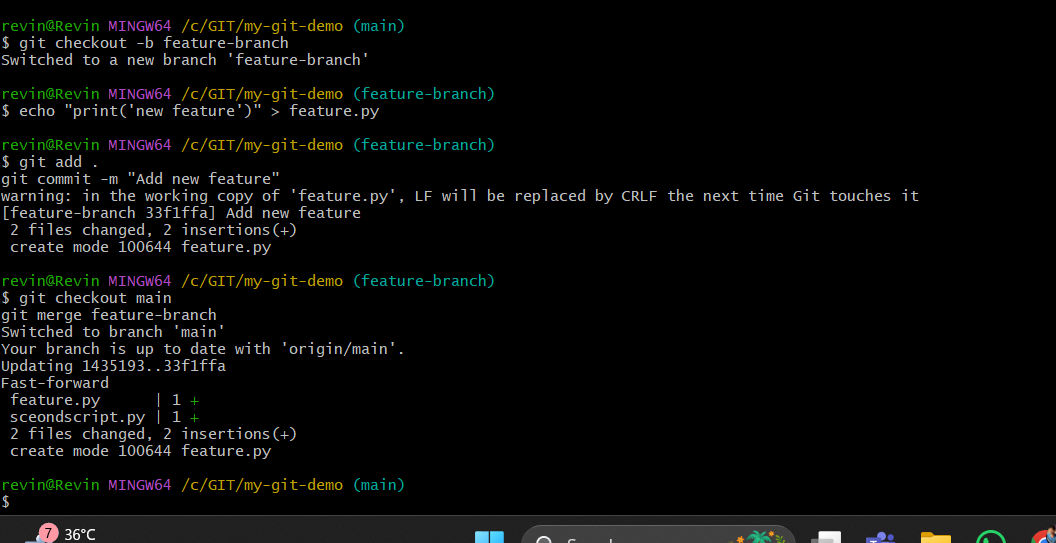 revin@Revin MINGW64 /c/GIT/my-git-demo (main)
$ git checkout -b feature-branch
Switched to a new branch 'feature-branch'
revin@Revin MINGW64 /c/GIT/my-git-demo (feature-branch)
$ echo "print('new feature')" > feature.py
revin@Revin MINGW64 /c/GIT/my-git-demo (feature-branch)
$ git add .
git commit -m "Add new feature"
warning: in the working copy of 'feature.py', LF will be replaced by CRLF the next time Git touches it
[feature-branch 33f1ffa] Add new feature
 2 files changed, 2 insertions(+)
 create mode 100644 feature.py
revin@Revin MINGW64 /c/GIT/my-git-demo (feature-branch)
$ git checkout main
git merge feature-branch
Switched to branch 'main'
Your branch is up to date with 'origin/main'.
Updating 1435193..33f1ffa
Fast-forward
 feature.py      | 1 +
 sceondscript.py | 1 +
 2 files changed, 2 insertions(+)
 create mode 100644 feature.py
revin@Revin MINGW64 /c/GIT/my-git-demo (main)
$
7 36°C